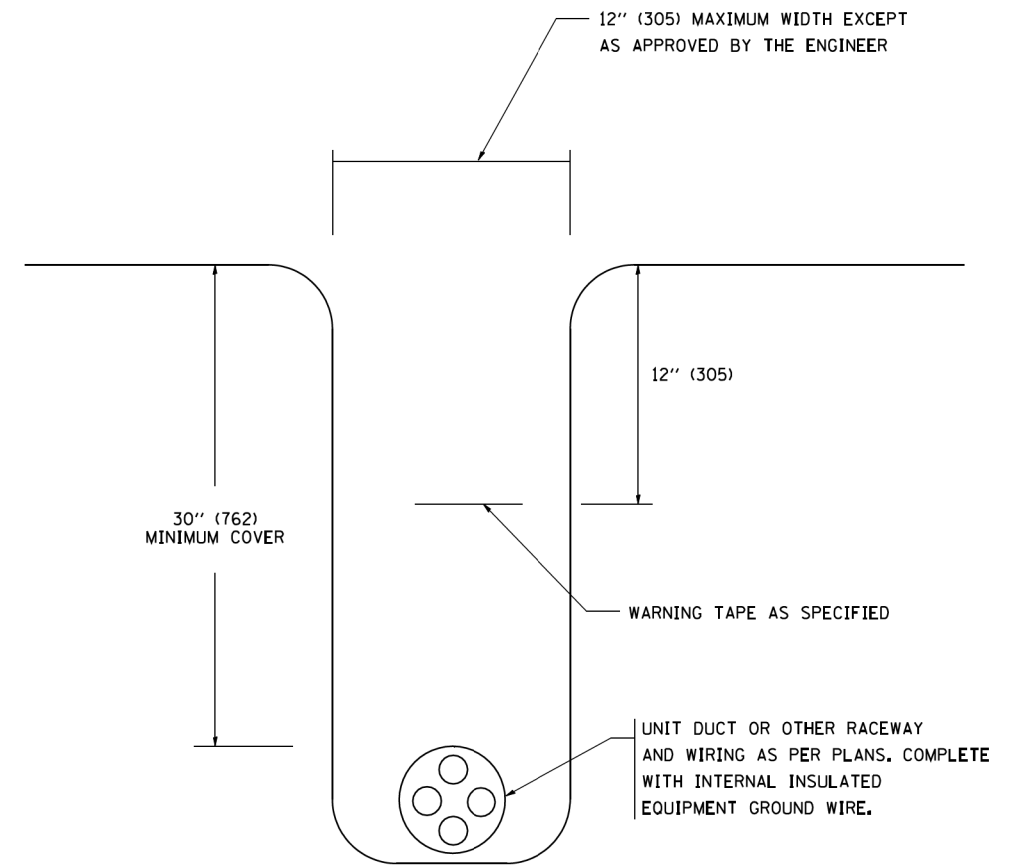 12'' (305) MAXIMUM WIDTH EXCEPT
AS APPROVED BY THE ENGINEER
12'' (305)
30'' (762)
MINIMUM COVER
WARNING TAPE AS SPECIFIED
UNIT DUCT OR OTHER RACEWAY
AND WIRING AS PER PLANS. COMPLETE
WITH INTERNAL INSULATED
EQUIPMENT GROUND WIRE.